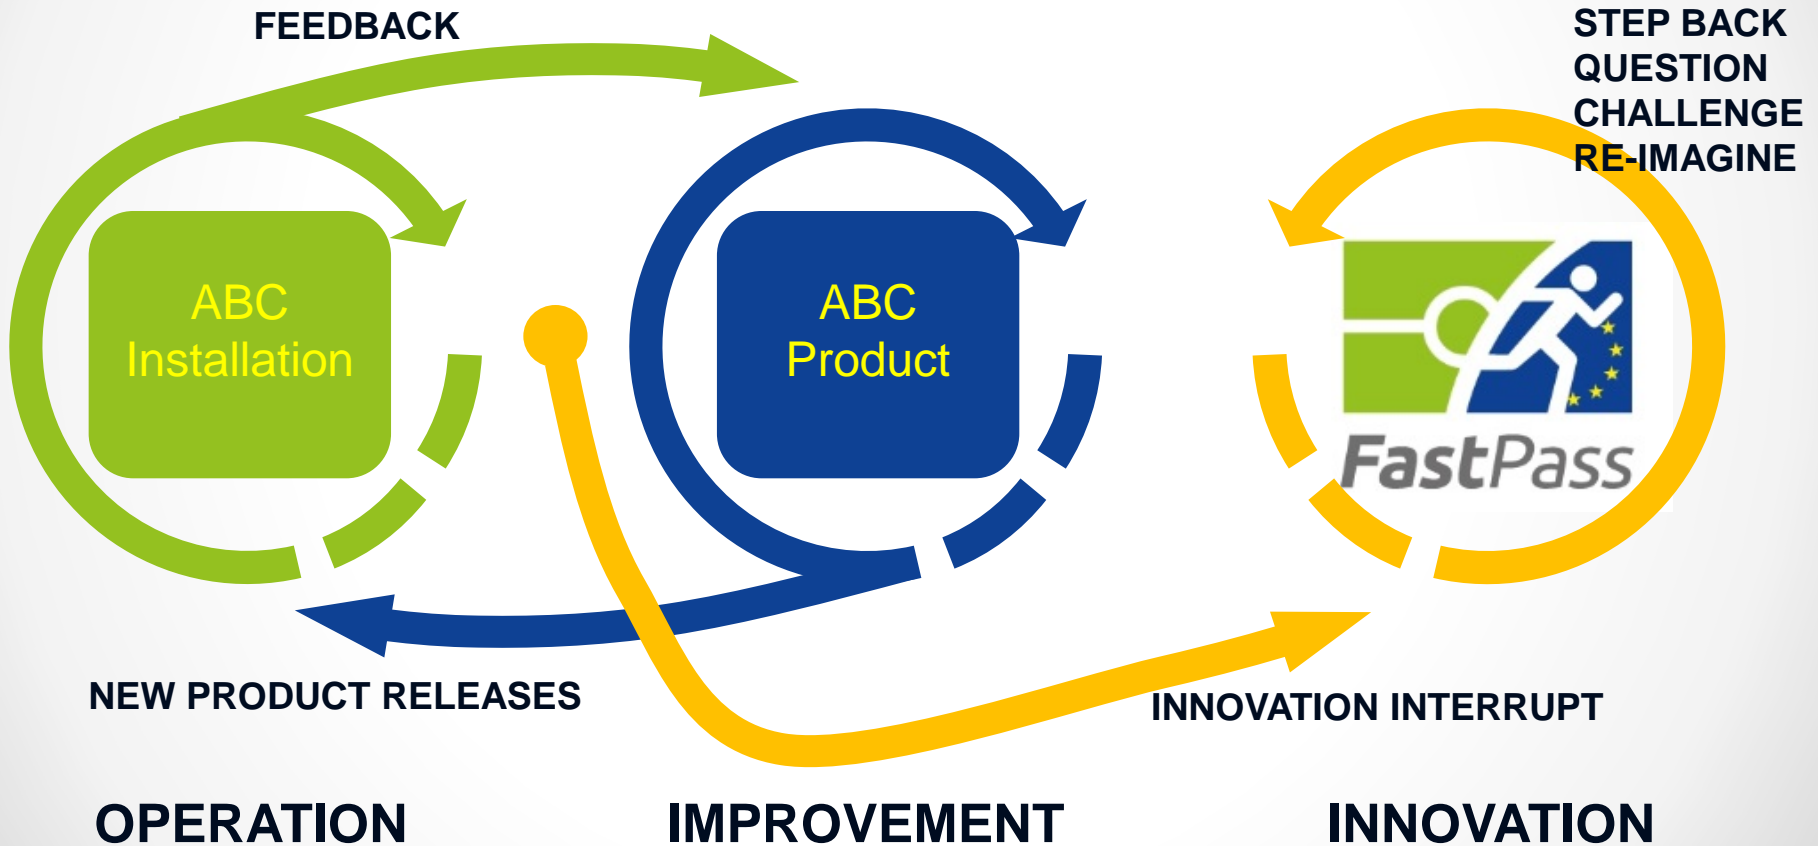 FEEDBACK
STEP BACK
QUESTION
CHALLENGE
RE-IMAGINE
ABC
Installation
ABC
Product
FastPass
NEW PRODUCT RELEASES
INNOVATION INTERRUPT
OPERATION
IMPROVEMENT
INNOVATION